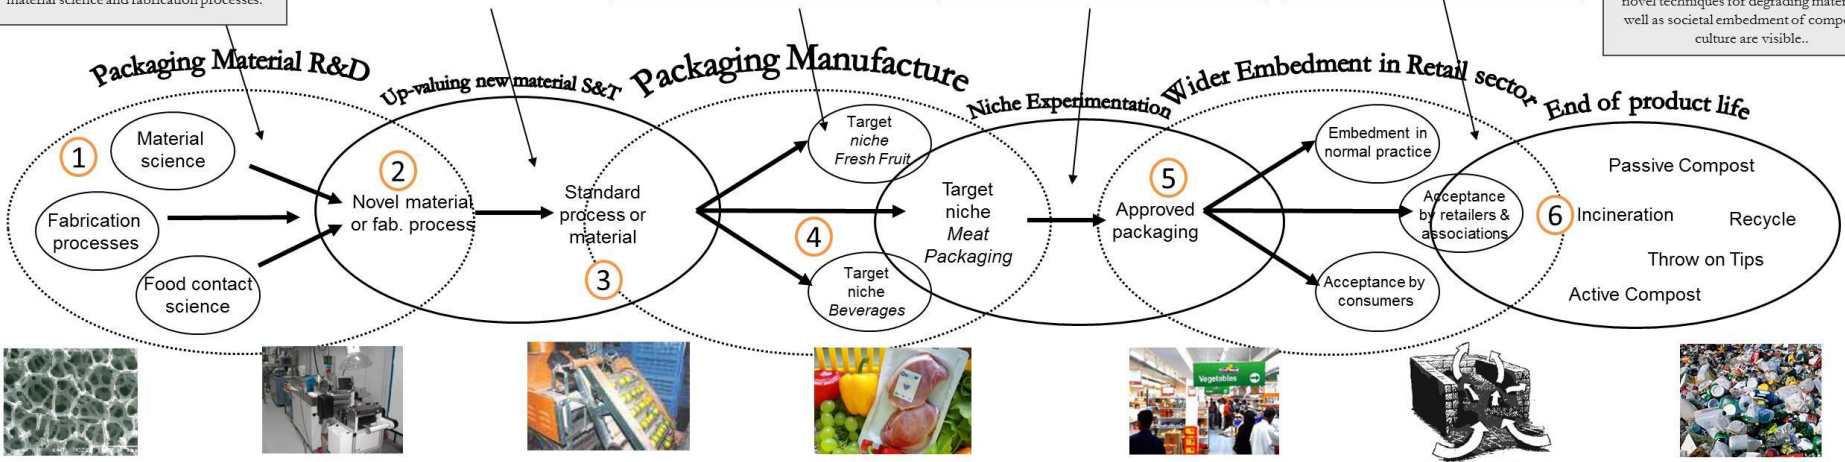 material science and fabrication processes.
novel techniques for degrading mater
well as societal embedment of compo
culture are visible..
Packaging Material R&D
Up-valuing new material S&T
Packaging Manufacture
Niche Experimentation
Wider Embedment in Retail sector
End of product life
1
Material
science
Fabrication
processes
Food contact
science
2
Novel material
or fab. process
Standard
process or
material
3
Target
niche
Fresh Fruit
4
Target
niche
Beverages
Target
niche
Meat
Packaging
5
Approved
packaging
Embedment in
normal practice
Acceptance
by retailers &
associations
Acceptance by
consumers
6
Passive Compost
Incineration
Recycle
Throw on Tips
Active Compost
Vegetables